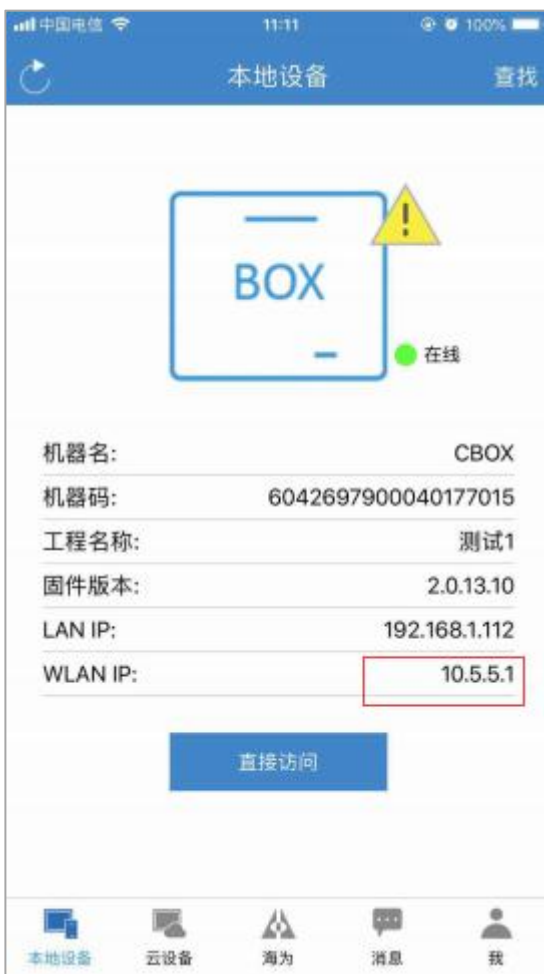 中国电信 11:11 100%
本地设备 查找
BOX
在线
机器名: CBOX
机器码: 6042697900040177015
工程名称: 测试1
固件版本: 2.0.13.10
LAN IP: 192.168.1.112
WLAN IP: 10.5.5.1
直接访问
本地设备 云设备 海为 消息 我